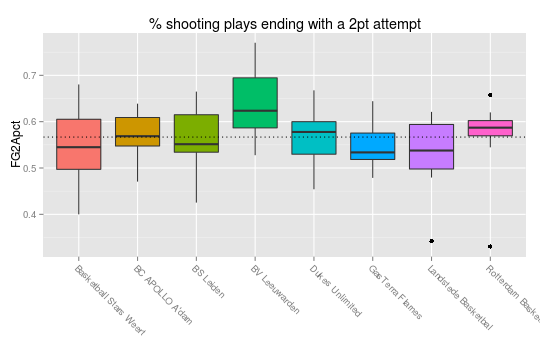 % shooting plays ending with a 2pt attempt
FG2Apct
0.7
0.6
0.5
0.4
Basketball Stars Weert
BC APOLLO A'dam
BS Leiden
BV Leeuwarden
Dukes Unlimited
GasTerra Flames
Landstede Basketbal
Rotterdam Basket